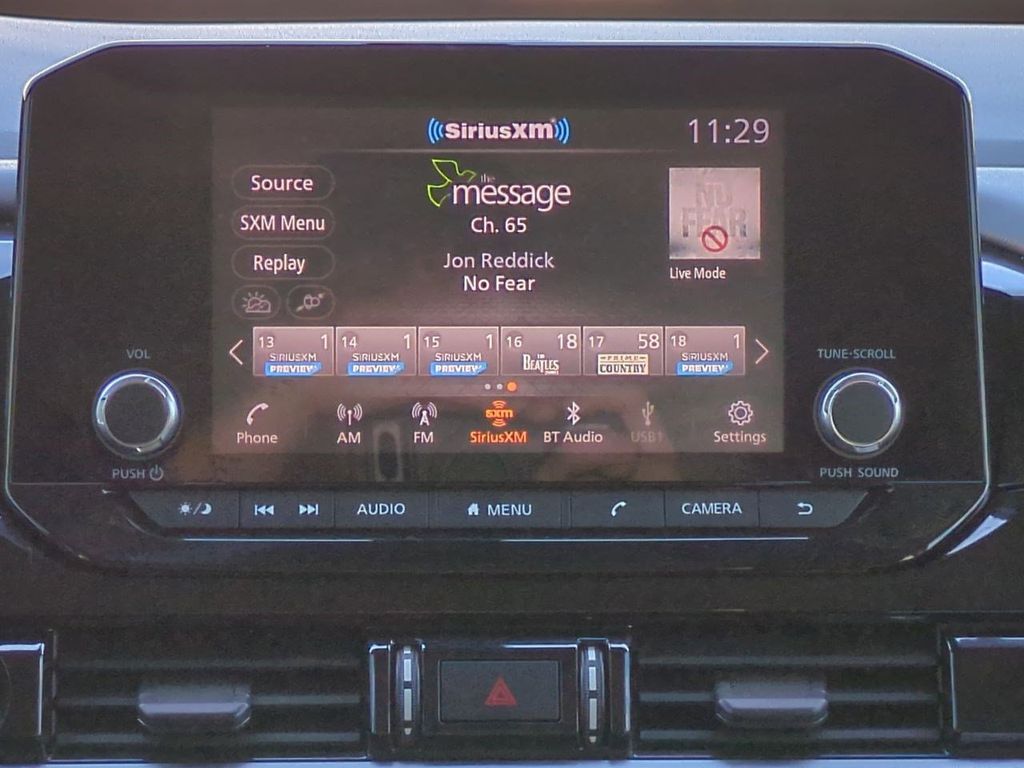 SiriusXM
11:29
Source
SXM Menu
Replay
the
message
Ch. 65
Jon Reddick
No Fear
NO
FEAR
Live Mode
13 1
SIRIUSXM
PREVIEW
14 1
SIRIUSXM
PREVIEW
15 1
SIRIUSXM
PREVIEW
16 18
THE
BEATLES
17 58
PRIME
COUNTRY
18 1
SIRIUSXM
PREVIEW
Phone
AM
FM
sxm
SiriusXM
BT Audio
USB1
Settings
VOL
PUSH
TUNE·SCROLL
PUSH SOUND
AUDIO
MENU
CAMERA